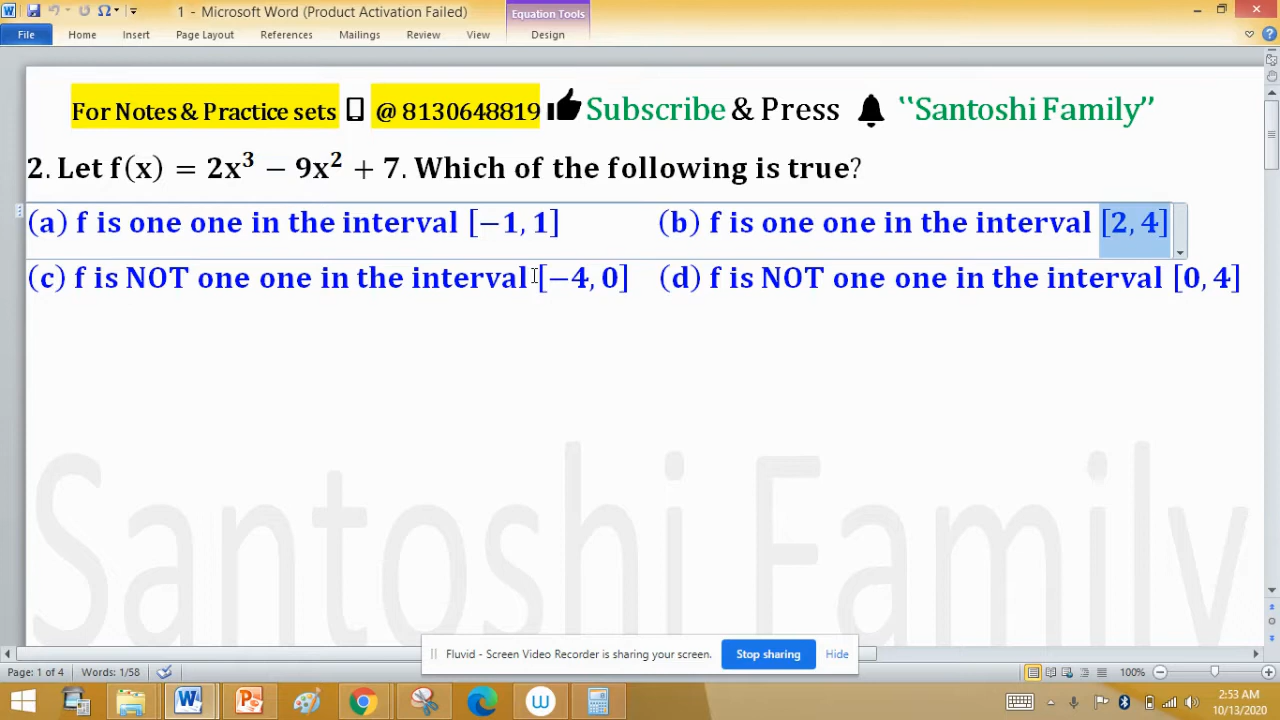 1 - Microsoft Word (Product Activation Failed)
Equation Tools
File Home Insert Page Layout References Mailings Review View Design
For Notes & Practice sets @ 8130648819 Subscribe & Press "Santoshi Family"
2. Let f(x) = 2x³ − 9x² + 7. Which of the following is true?
(a) f is one one in the interval [−1, 1] (b) f is one one in the interval [2, 4]
(c) f is NOT one one in the interval [−4, 0] (d) f is NOT one one in the interval [0, 4]
Santoshi Family
Fluvid - Screen Video Recorder is sharing your screen. Stop sharing Hide
Page: 1 of 4 Words: 1/58 100%
2:53 AM
10/13/2020